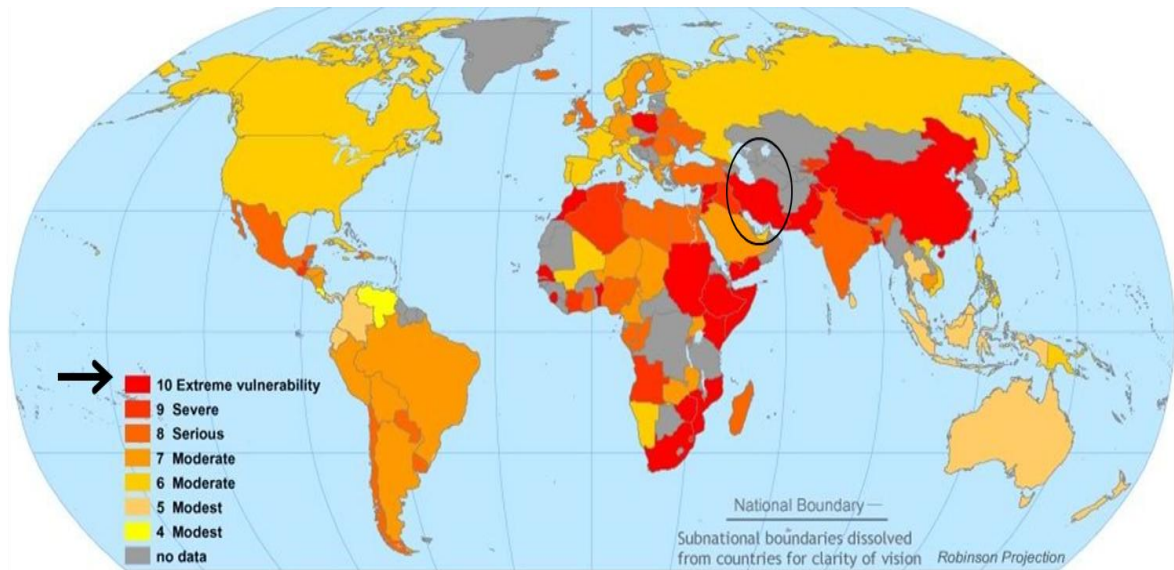 10 Extreme vulnerability
9 Severe
8 Serious
7 Moderate
6 Moderate
5 Modest
4 Modest
no data
National Boundary
Subnational boundaries dissolved
from countries for clarity of vision
Robinson Projection